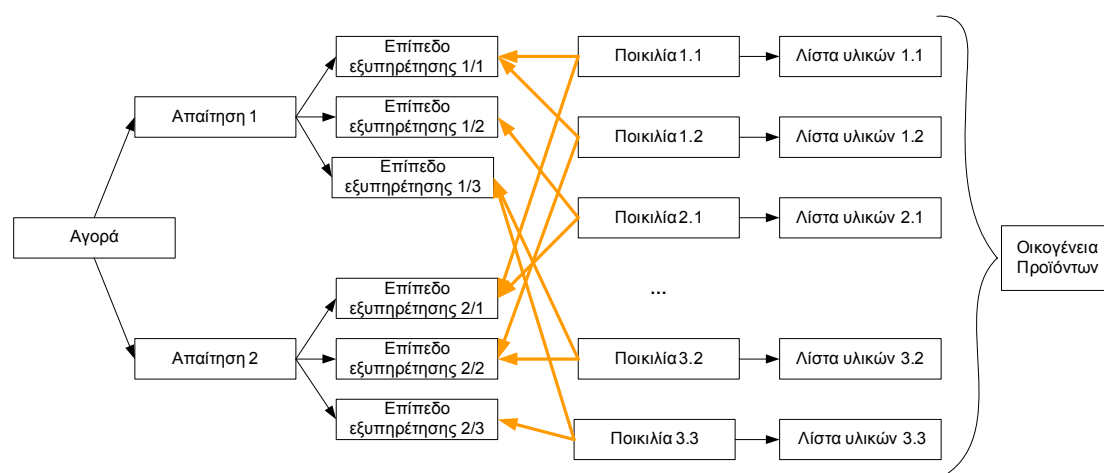 Αγορά
Απαίτηση 1
Απαίτηση 2
Επίπεδο
εξυπηρέτησης 1/1
Επίπεδο
εξυπηρέτησης 1/2
Επίπεδο
εξυπηρέτησης 1/3
Επίπεδο
εξυπηρέτησης 2/1
Επίπεδο
εξυπηρέτησης 2/2
Επίπεδο
εξυπηρέτησης 2/3
Ποικιλία 1.1
Ποικιλία 1.2
Ποικιλία 2.1
...
Ποικιλία 3.2
Ποικιλία 3.3
Λίστα υλικών 1.1
Λίστα υλικών 1.2
Λίστα υλικών 2.1
Λίστα υλικών 3.2
Λίστα υλικών 3.3
Οικογένεια
Προϊόντων